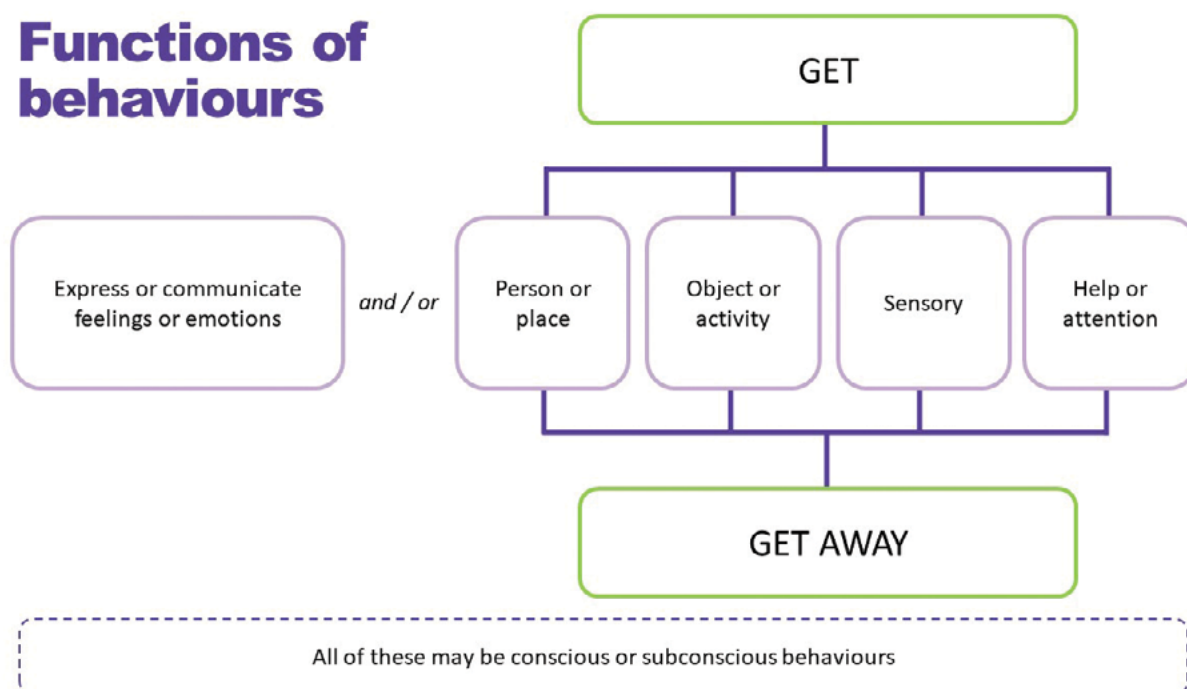 Functions of
behaviours
GET
Express or communicate
feelings or emotions
and / or
Person or
place
Object or
activity
Sensory
Help or
attention
GET AWAY
All of these may be conscious or subconscious behaviours